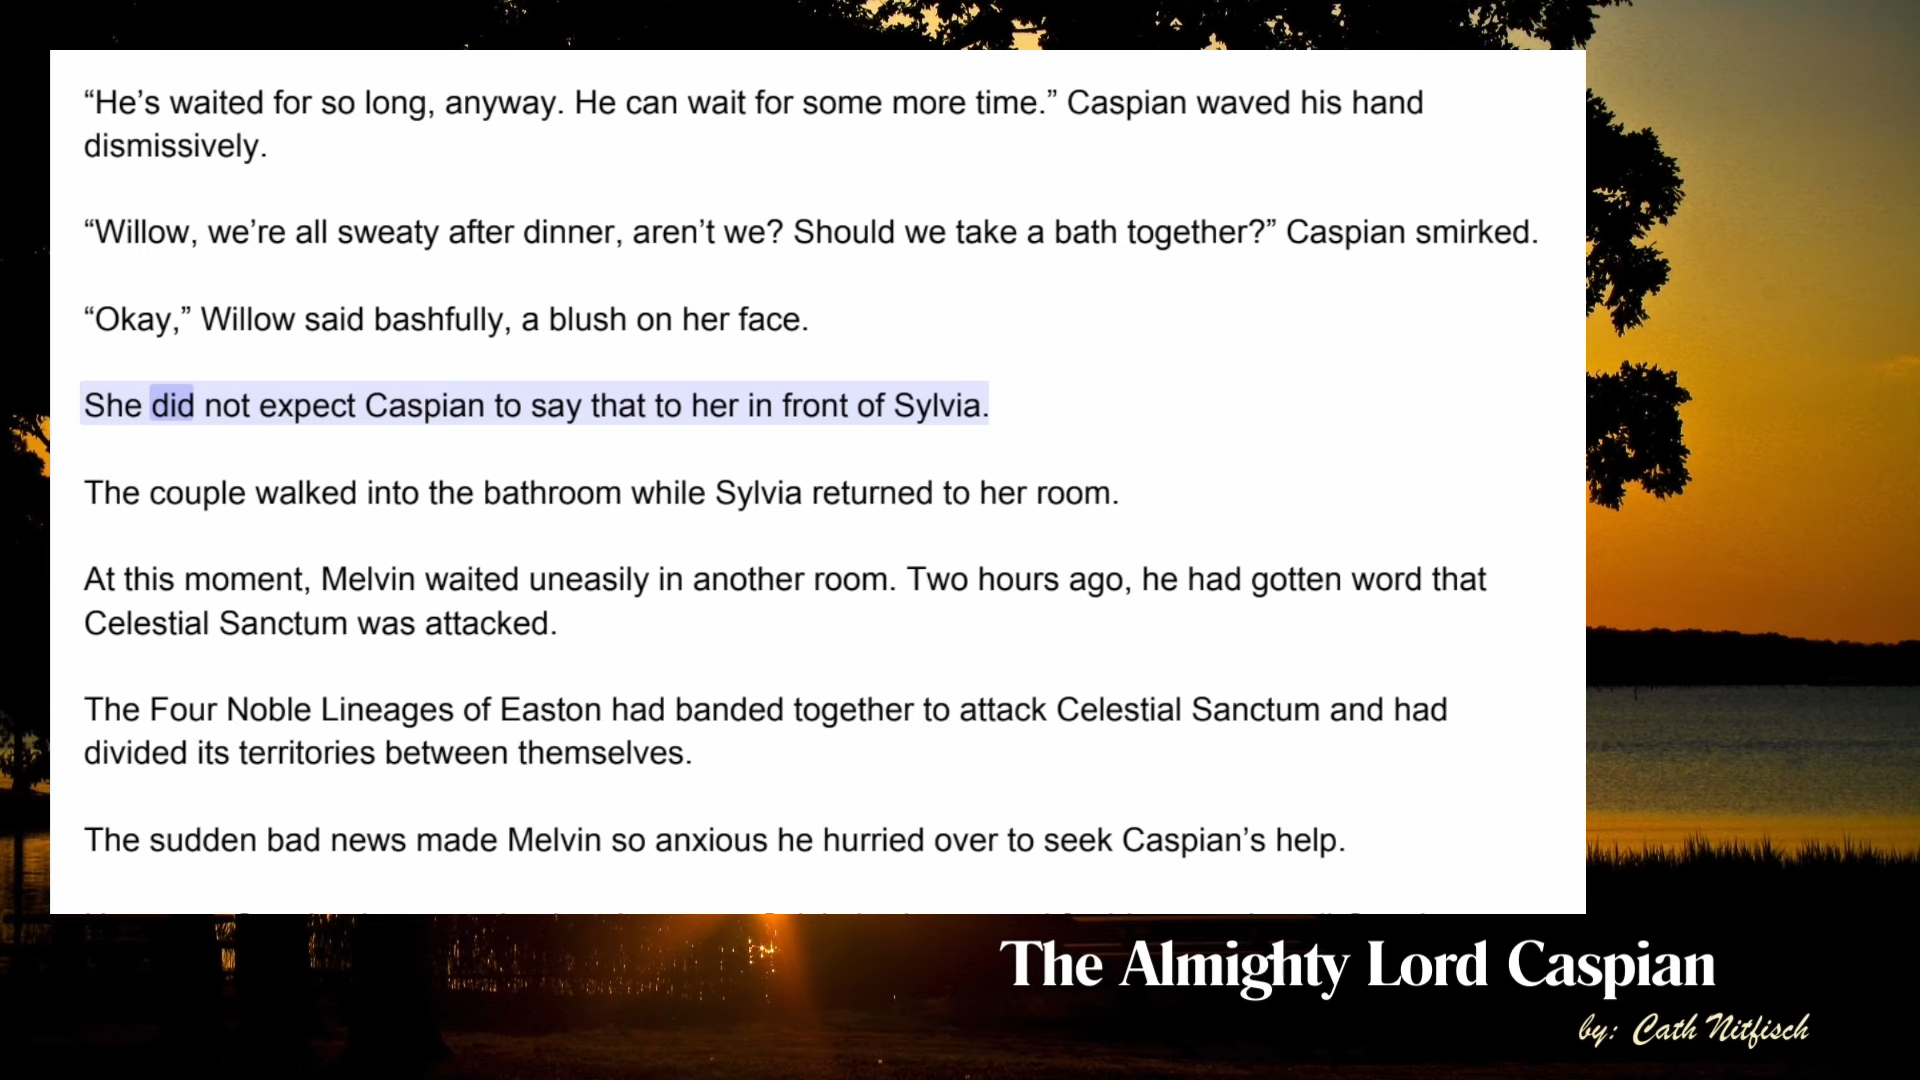 “He’s waited for so long, anyway. He can wait for some more time.” Caspian waved his hand
dismissively.
“Willow, we’re all sweaty after dinner, aren’t we? Should we take a bath together?” Caspian smirked.
“Okay,” Willow said bashfully, a blush on her face.
She did not expect Caspian to say that to her in front of Sylvia.
The couple walked into the bathroom while Sylvia returned to her room.
At this moment, Melvin waited uneasily in another room. Two hours ago, he had gotten word that
Celestial Sanctum was attacked.
The Four Noble Lineages of Easton had banded together to attack Celestial Sanctum and had
divided its territories between themselves.
The sudden bad news made Melvin so anxious he hurried over to seek Caspian’s help.
The Almighty Lord Caspian
by: Cath Nitfisch